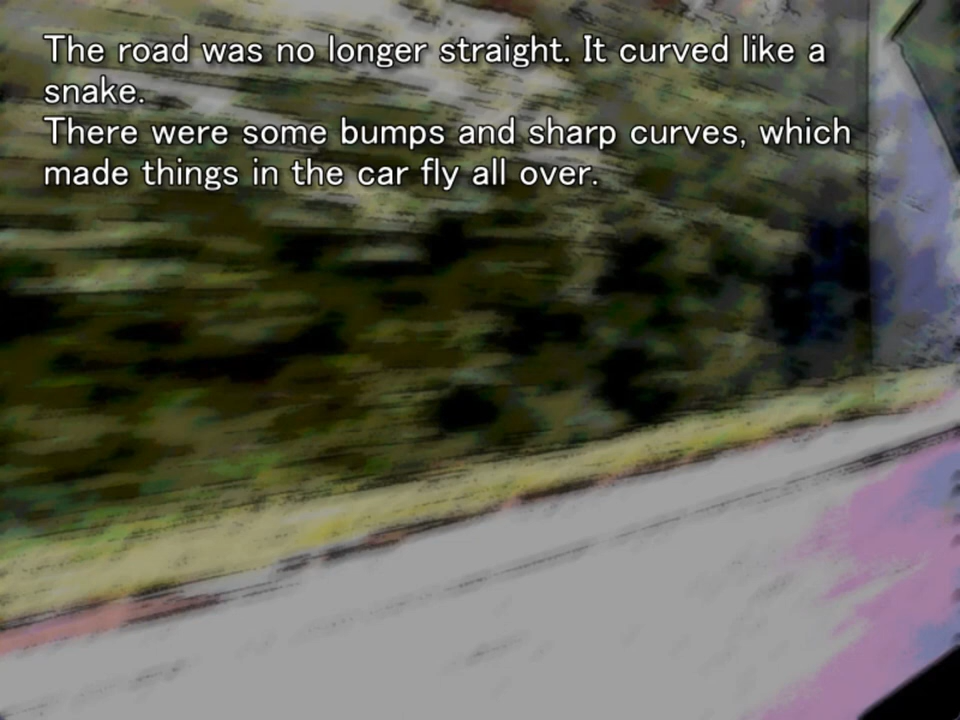 The road was no longer straight. It curved like a
snake.
There were some bumps and sharp curves, which
made things in the car fly all over.